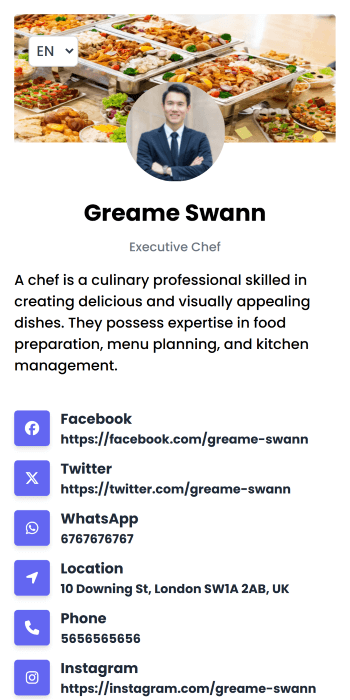 EN
Greame Swann
Executive Chef
A chef is a culinary professional skilled in
creating delicious and visually appealing
dishes. They possess expertise in food
preparation, menu planning, and kitchen
management.
Facebook
https://facebook.com/greame-swann
Twitter
https://twitter.com/greame-swann
WhatsApp
6767676767
Location
10 Downing St, London SW1A 2AB, UK
Phone
5656565656
Instagram
https://instagram.com/greame-swann